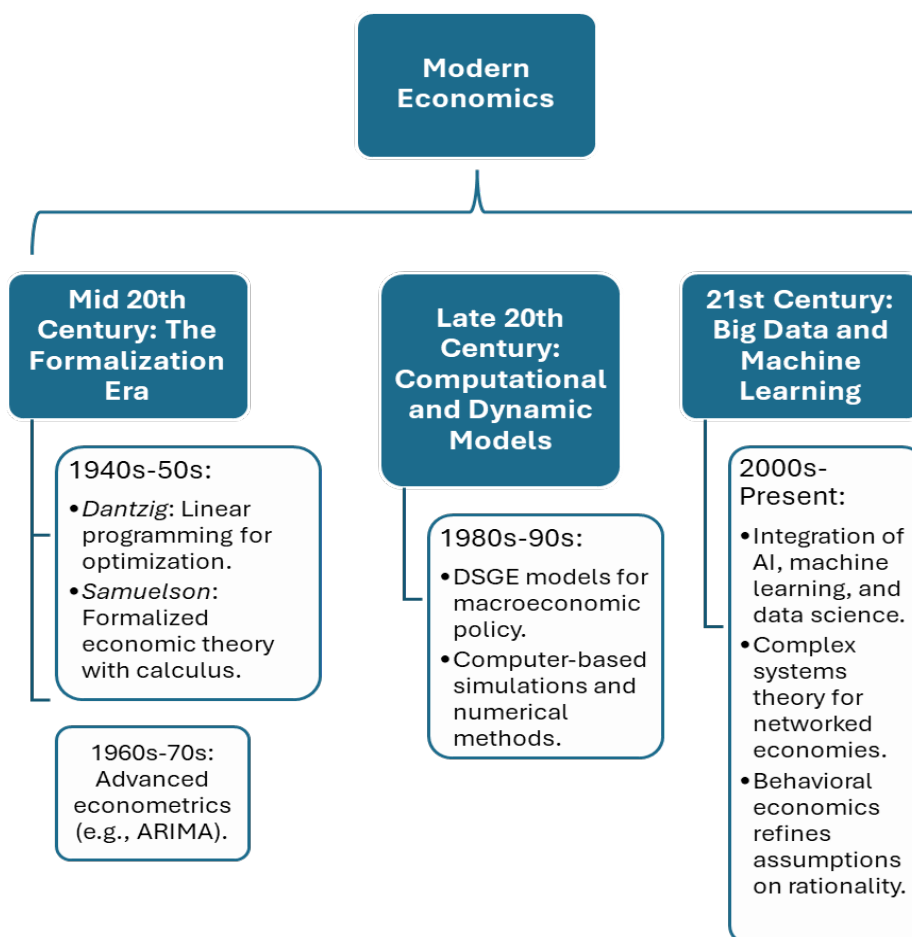 Modern
Economics
Mid 20th
Century: The
Formalization
Era
1940s-50s:
•Dantzig: Linear
programming for
optimization.
•Samuelson:
Formalized
economic theory
with calculus.
1960s-70s:
Advanced
econometrics
(e.g., ARIMA).
Late 20th
Century:
Computational
and Dynamic
Models
1980s-90s:
•DSGE models for
macroeconomic
policy.
•Computer-based
simulations and
numerical
methods.
21st Century:
Big Data and
Machine
Learning
2000s-
Present:
•Integration of
AI, machine
learning, and
data science.
•Complex
systems
theory for
networked
economies.
•Behavioral
economics
refines
assumptions
on rationality.